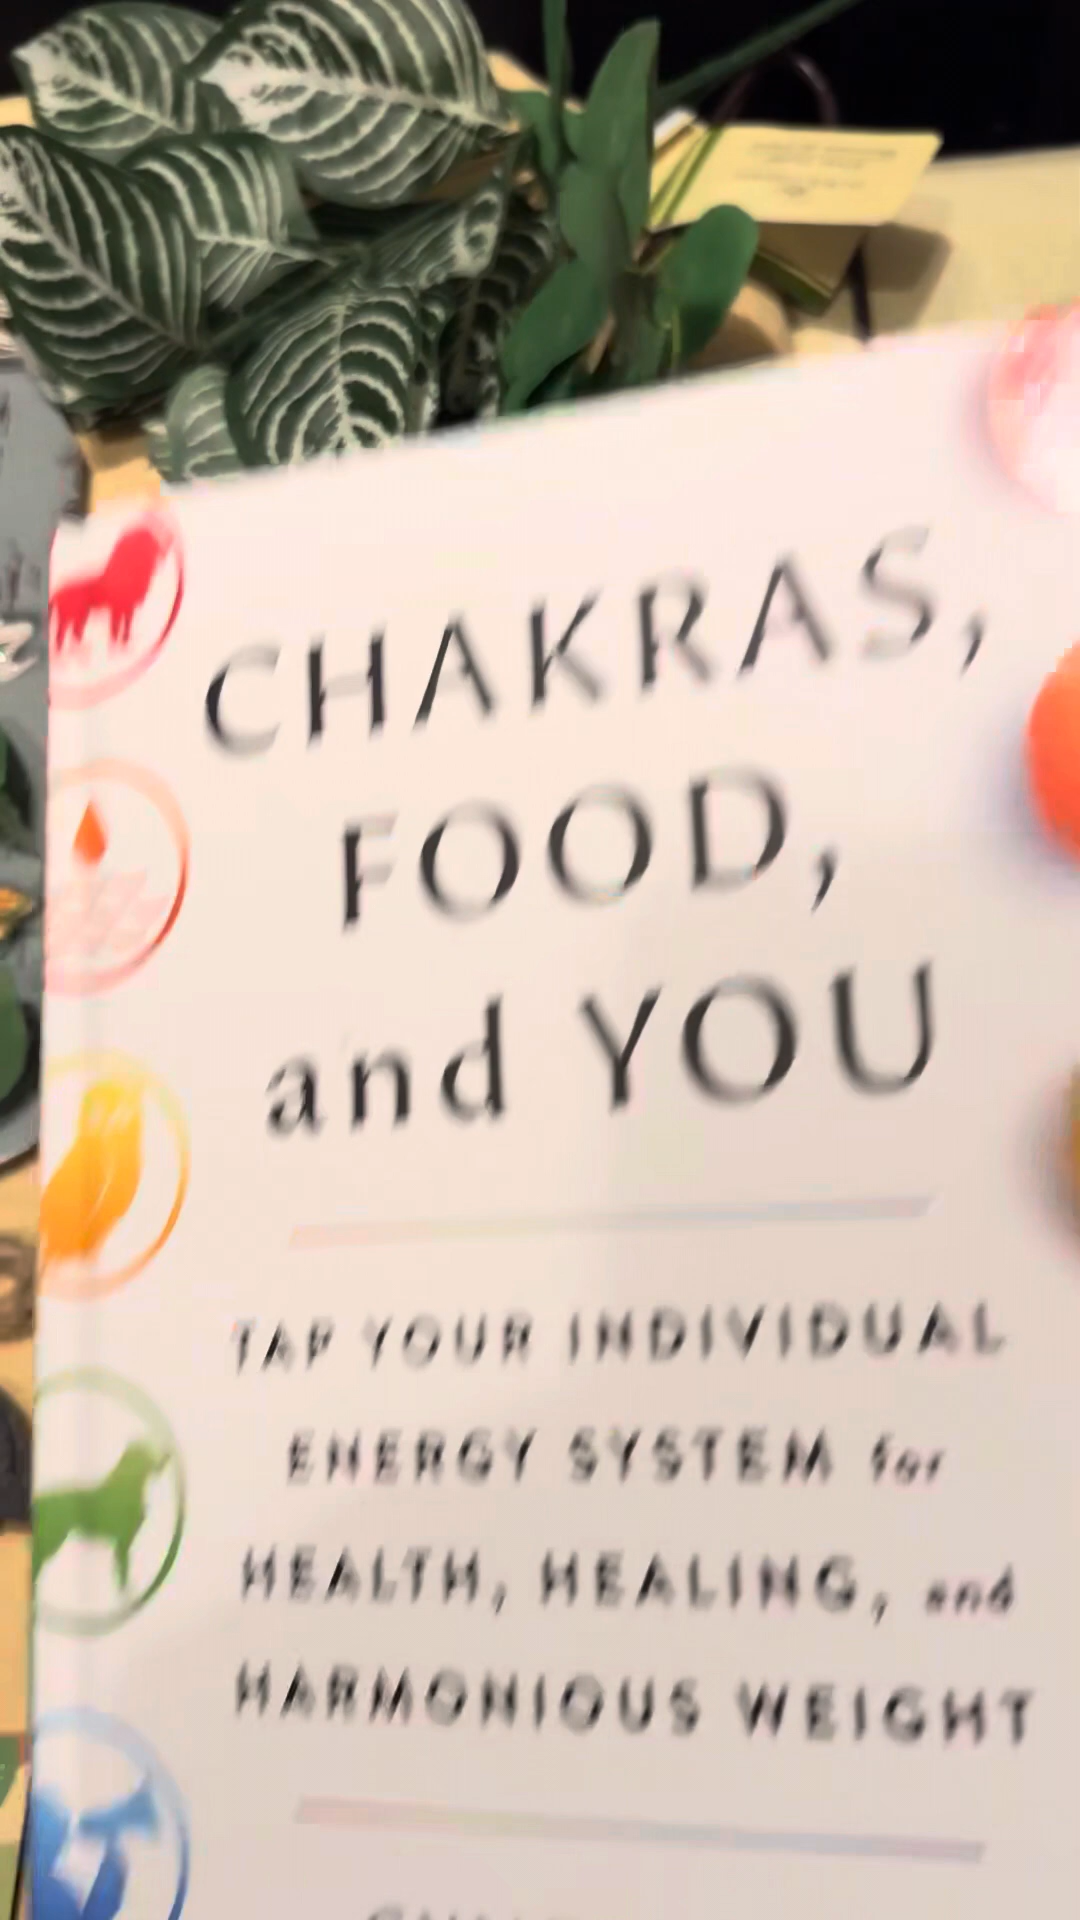 CHAKRAS,
FOOD,
and YOU
TAP YOUR INDIVIDUAL
ENERGY SYSTEM for
HEALTH, HEALING, and
HARMONIOUS WEIGHT